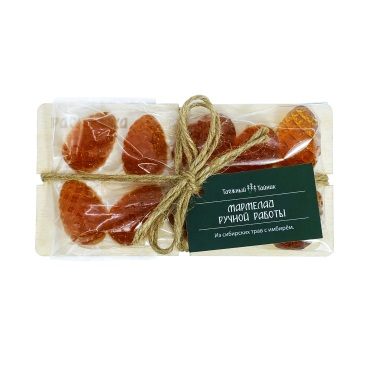 Таёжный Тайник
МАРМЕЛАД
РУЧНОЙ РАБОТЫ
Из сибирских трав с имбирём.